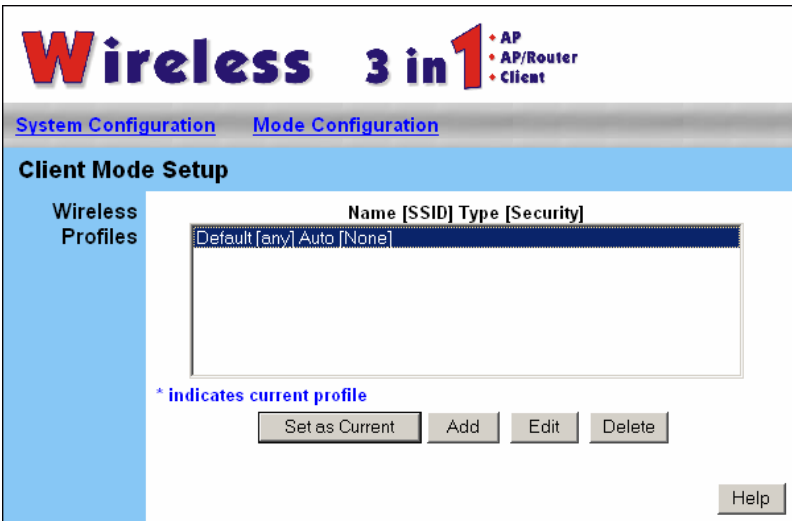 Wireless 3 in 1
• AP
• AP/Router
• Client
System Configuration Mode Configuration
Client Mode Setup
Wireless Profiles
Name [SSID] Type [Security]
Default [any] Auto [None]
* indicates current profile
Set as Current Add Edit Delete
Help